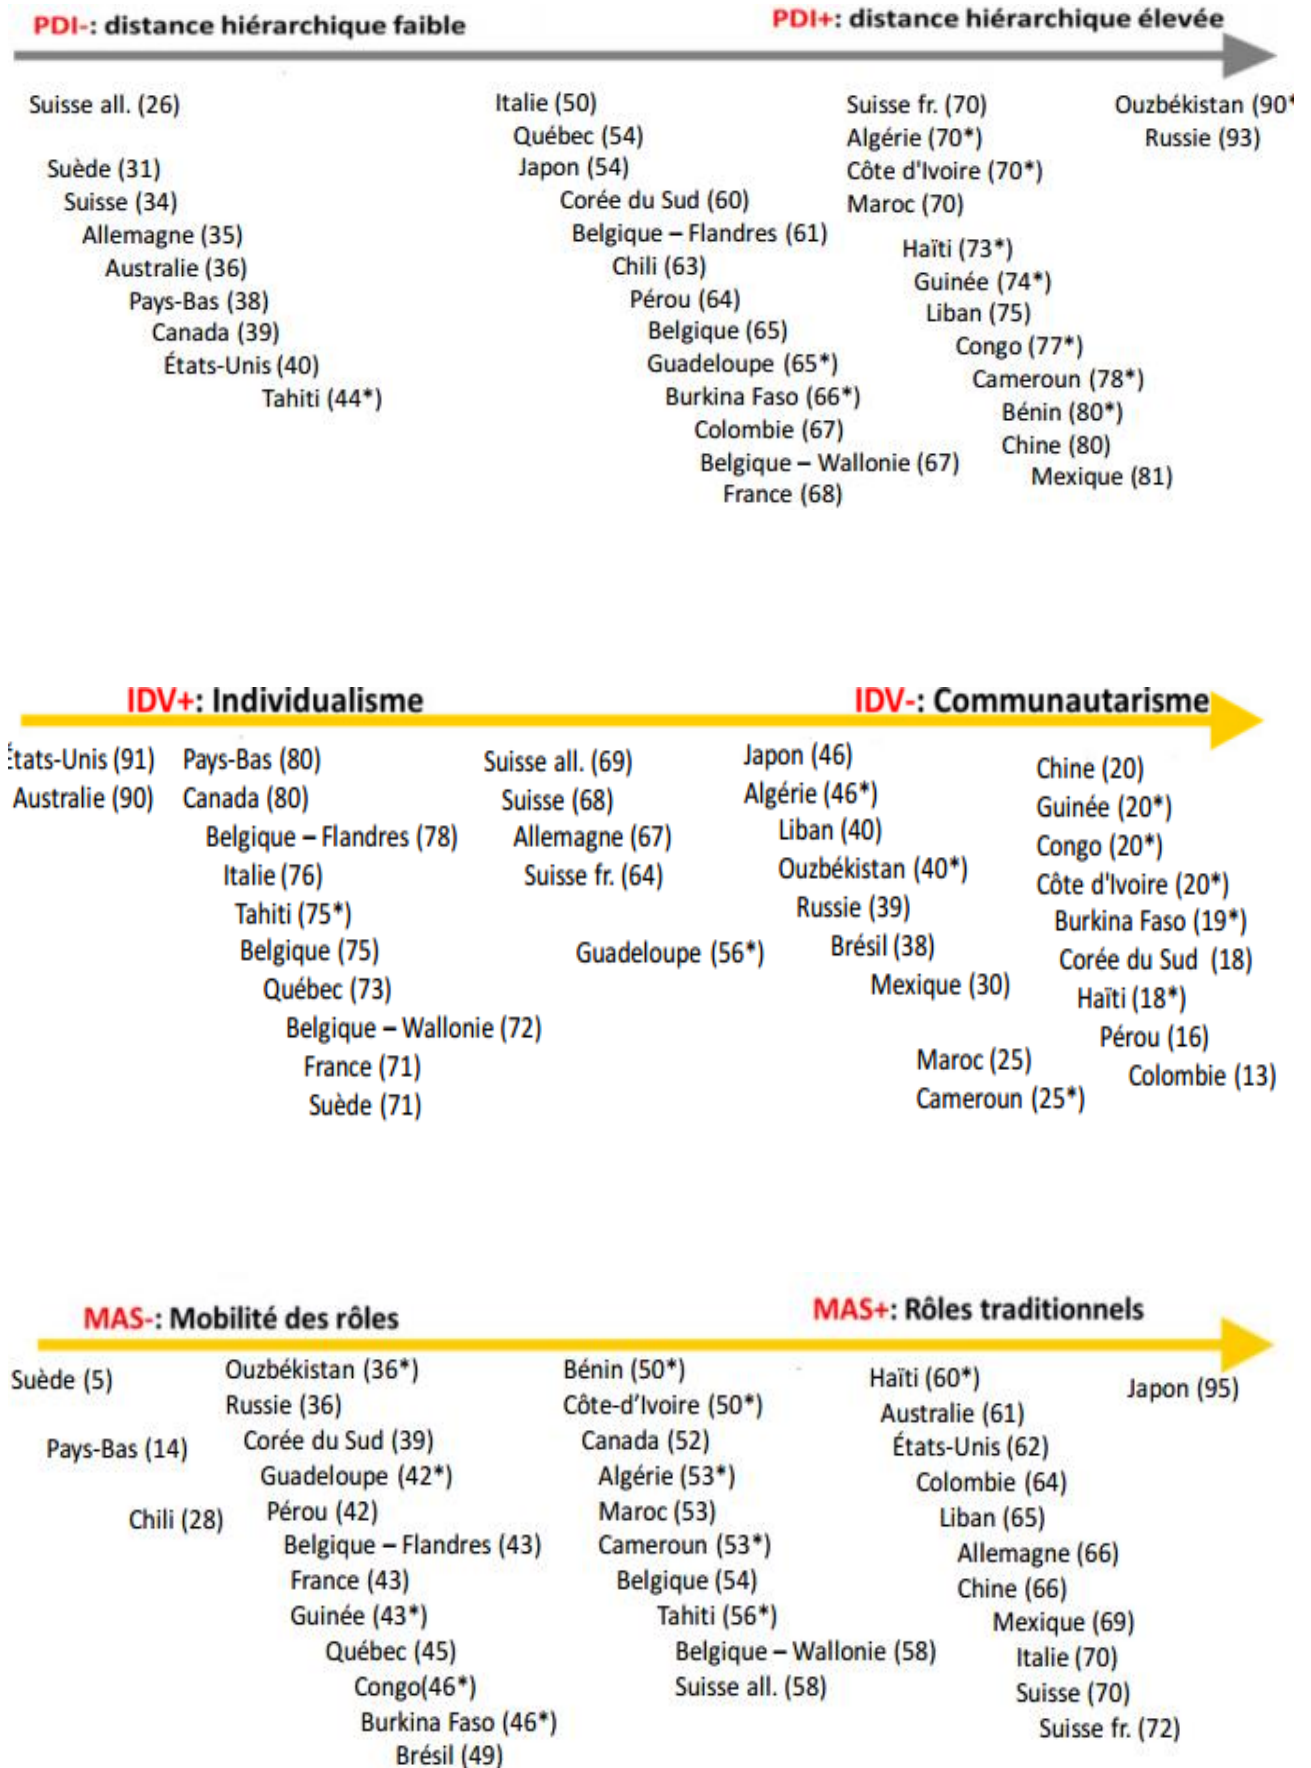 PDI-: distance hiérarchique faible
PDI+: distance hiérarchique élevée
Suisse all. (26)
Suède (31)
Suisse (34)
Allemagne (35)
Australie (36)
Pays-Bas (38)
Canada (39)
États-Unis (40)
Tahiti (44*)
Italie (50)
Québec (54)
Japon (54)
Corée du Sud (60)
Belgique – Flandres (61)
Chili (63)
Pérou (64)
Belgique (65)
Guadeloupe (65*)
Burkina Faso (66*)
Colombie (67)
Belgique – Wallonie (67)
France (68)
Suisse fr. (70)
Algérie (70*)
Côte d'Ivoire (70*)
Maroc (70)
Haïti (73*)
Guinée (74*)
Liban (75)
Congo (77*)
Cameroun (78*)
Bénin (80*)
Chine (80)
Mexique (81)
Ouzbékistan (90*
Russie (93)
IDV+: Individualisme
IDV-: Communautarisme
États-Unis (91)
Australie (90)
Pays-Bas (80)
Canada (80)
Belgique – Flandres (78)
Italie (76)
Tahiti (75*)
Belgique (75)
Québec (73)
Belgique – Wallonie (72)
France (71)
Suède (71)
Suisse all. (69)
Suisse (68)
Allemagne (67)
Suisse fr. (64)
Guadeloupe (56*)
Japon (46)
Algérie (46*)
Liban (40)
Ouzbékistan (40*)
Russie (39)
Brésil (38)
Mexique (30)
Maroc (25)
Cameroun (25*)
Chine (20)
Guinée (20*)
Congo (20*)
Côte d'Ivoire (20*)
Burkina Faso (19*)
Corée du Sud (18)
Haïti (18*)
Pérou (16)
Colombie (13)
MAS-: Mobilité des rôles
MAS+: Rôles traditionnels
Suède (5)
Pays-Bas (14)
Chili (28)
Ouzbékistan (36*)
Russie (36)
Corée du Sud (39)
Guadeloupe (42*)
Pérou (42)
Belgique – Flandres (43)
France (43)
Guinée (43*)
Québec (45)
Congo(46*)
Burkina Faso (46*)
Brésil (49)
Bénin (50*)
Côte-d’Ivoire (50*)
Canada (52)
Algérie (53*)
Maroc (53)
Cameroun (53*)
Belgique (54)
Tahiti (56*)
Belgique – Wallonie (58)
Suisse all. (58)
Haïti (60*)
Australie (61)
États-Unis (62)
Colombie (64)
Liban (65)
Allemagne (66)
Chine (66)
Mexique (69)
Italie (70)
Suisse (70)
Suisse fr. (72)
Japon (95)